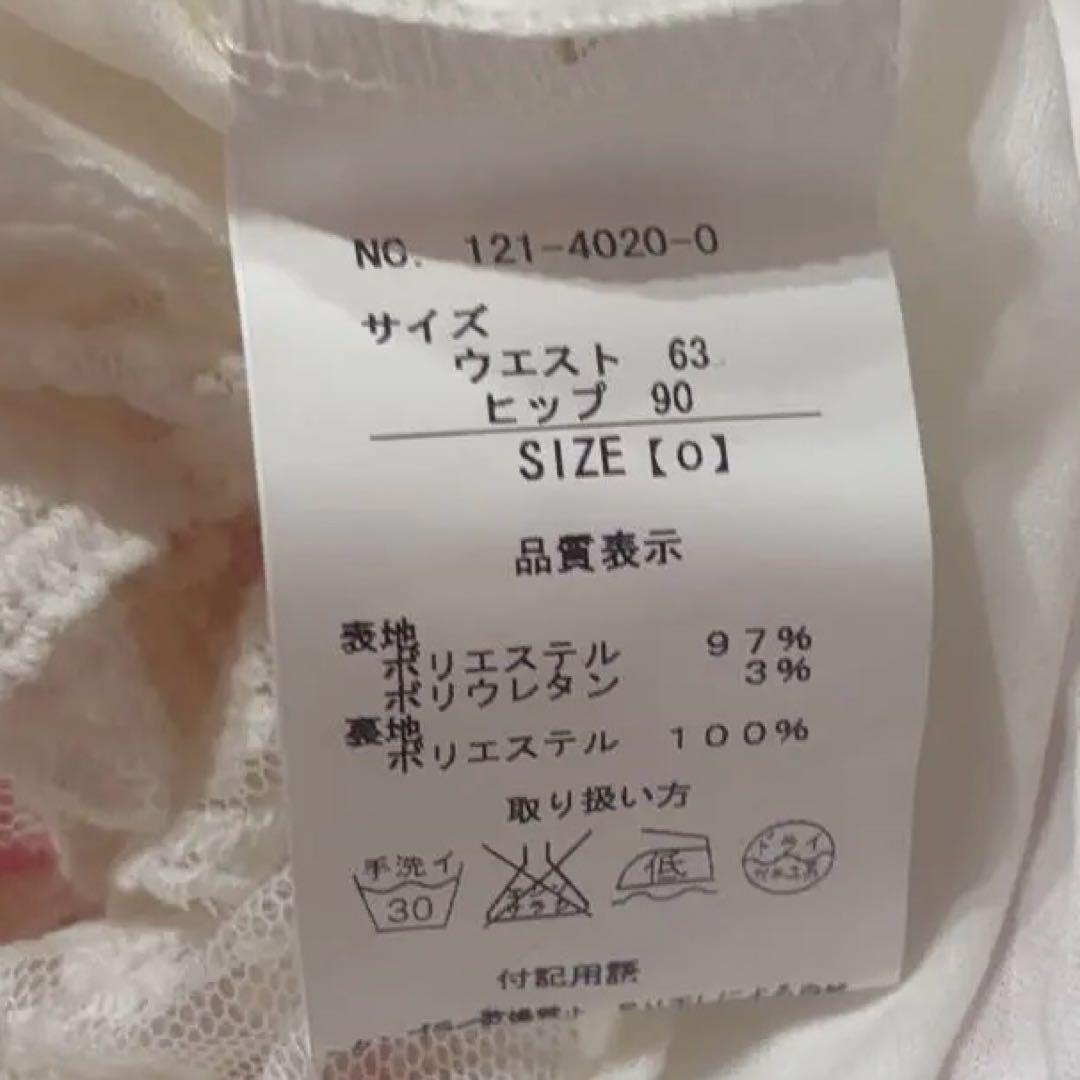 NO. 121-4020-0
サイズ
ウエスト 63
ヒップ 90
SIZE【0】
品質表示
表地
ポリエステル 97%
ポリウレタン 3%
裏地
ポリエステル 100%
取り扱い方
手洗イ
30
低
ドライ
付記用語